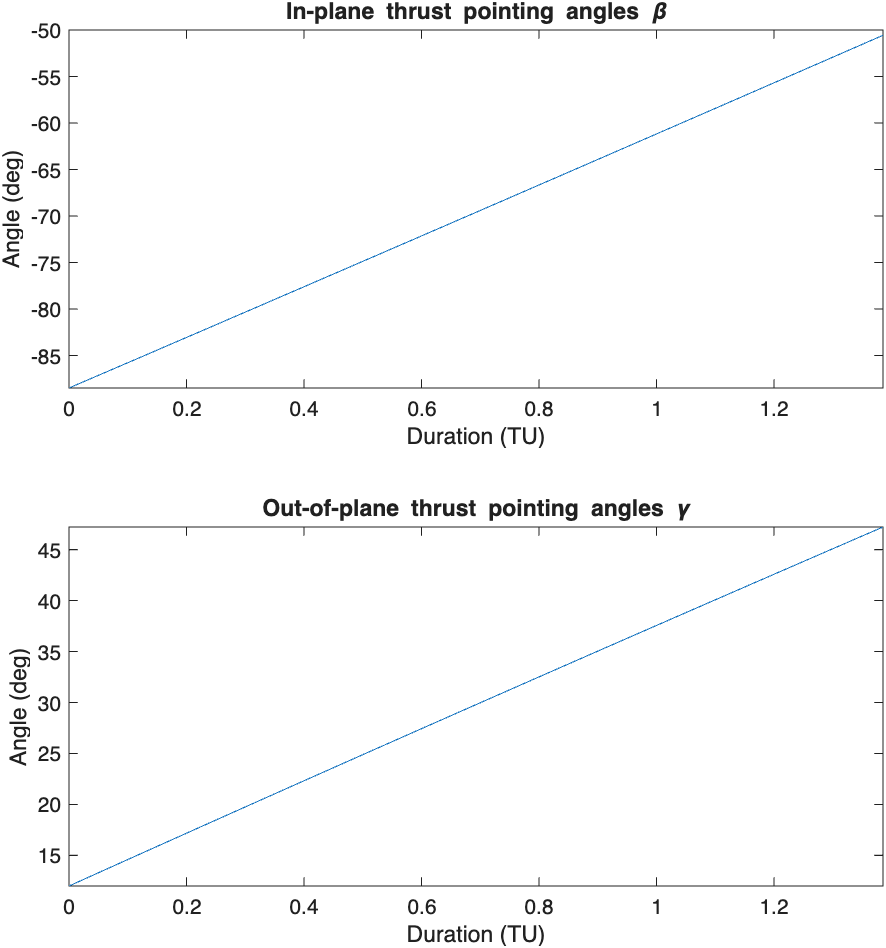 In-plane thrust pointing angles β
-50
-55
-60
-65
-70
-75
-80
-85
Angle (deg)
0 0.2 0.4 0.6 0.8 1 1.2
Duration (TU)
Out-of-plane thrust pointing angles γ
45
40
35
30
25
20
15
Angle (deg)
0 0.2 0.4 0.6 0.8 1 1.2
Duration (TU)